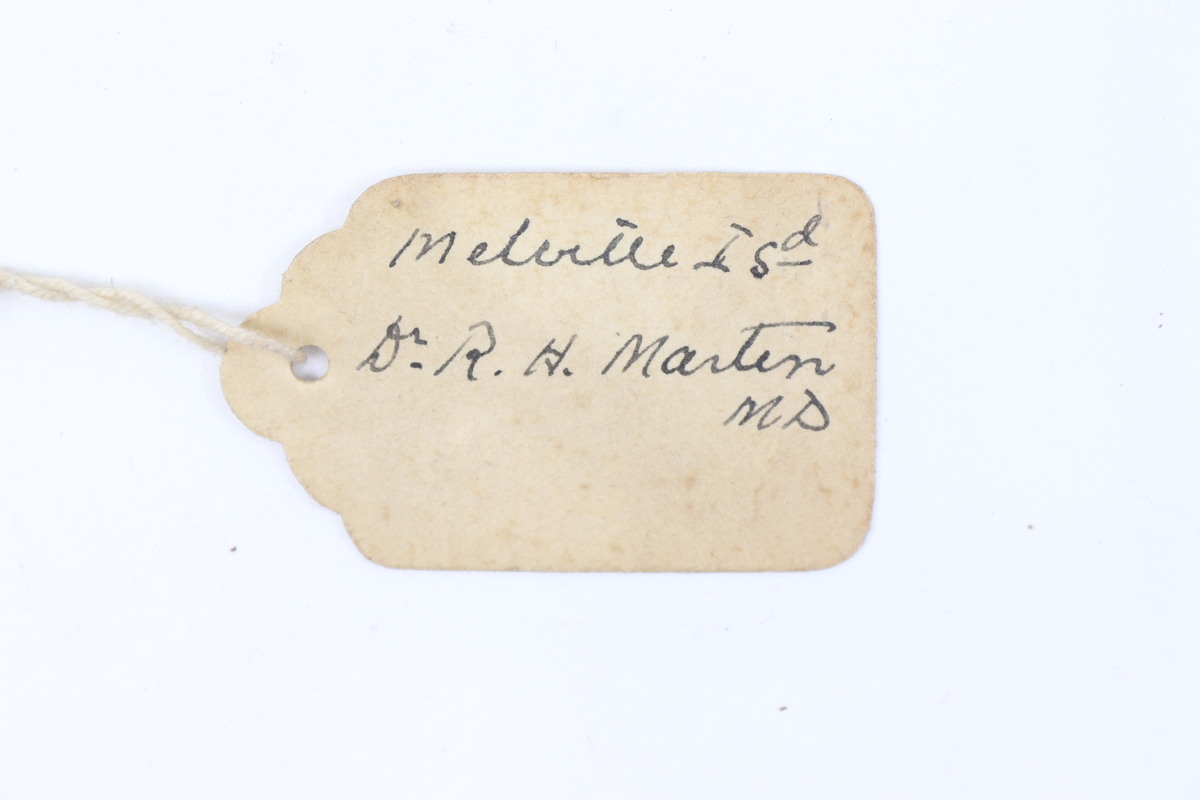 Melville Isd
Dr. R. H. Marten
MD